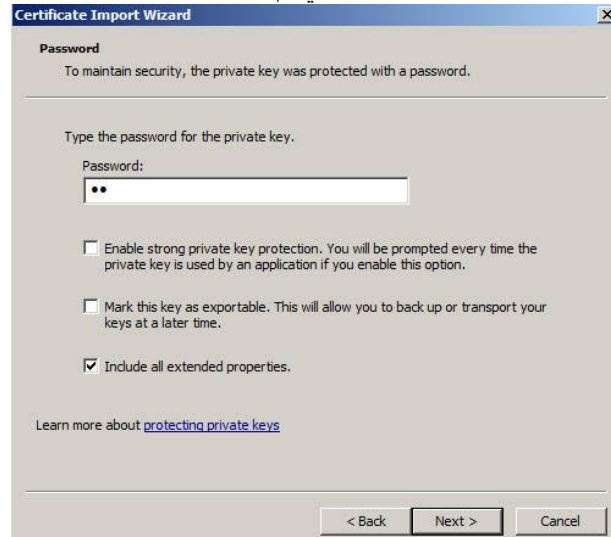 Certificate Import Wizard
Password
To maintain security, the private key was protected with a password.
Type the password for the private key.
Password:
••
Enable strong private key protection. You will be prompted every time the
private key is used by an application if you enable this option.
Mark this key as exportable. This will allow you to back up or transport your
keys at a later time.
Include all extended properties.
Learn more about protecting private keys
< Back Next > Cancel